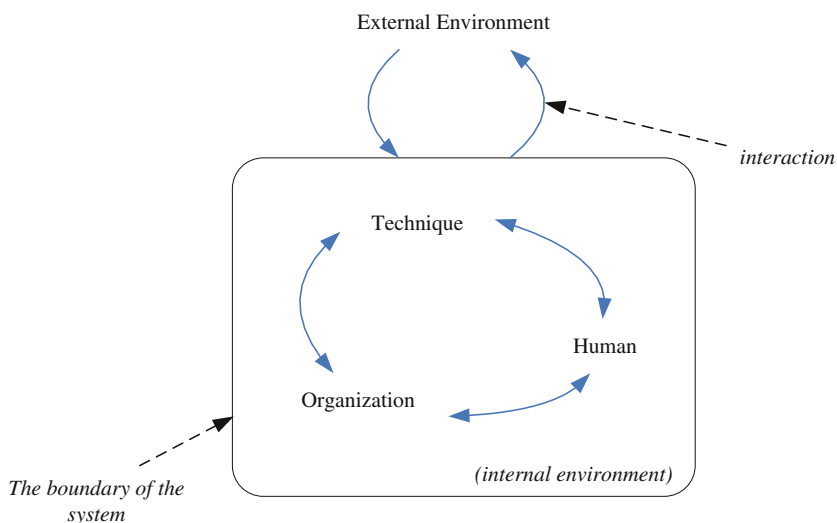 External Environment
interaction
Technique
Human
Organization
(internal environment)
The boundary of the
system